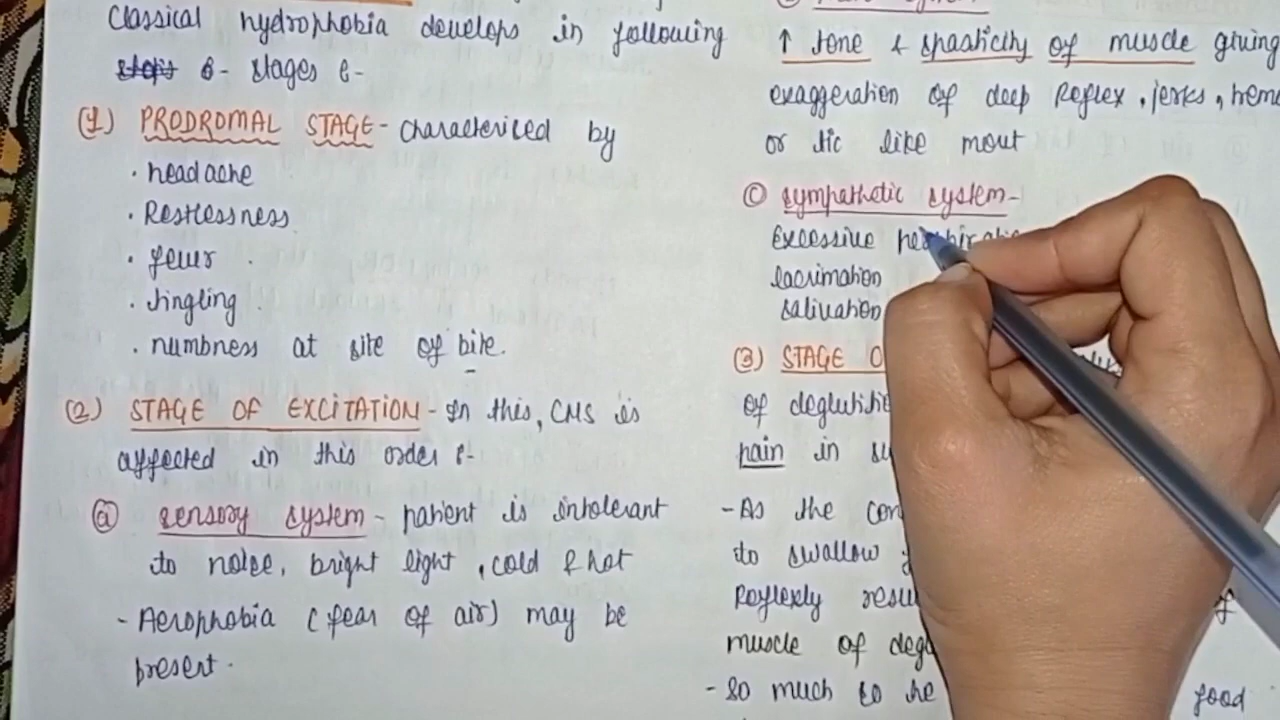 Classical hydrophobia develops in following
stages :-
(1) PRODROMAL STAGE - characterised by
· headache
· Restlessness
· fever
· tingling
· numbness at site of bite.
(2) STAGE OF EXCITATION - In this, CNS is
affected in this order :-
(a) sensory system - patient is intolerant
to noise, bright light, cold & hot
- Aerophobia (fear of air) may be
present.
↑ tone & spasticity of muscle giving
exaggeration of deep Reflex, jerks,
or tic like mout
(C) sympathetic system -
Excessive
lacrimation
salivation
(3) STAGE
of
pain in
- As the
to swallow
Reflexly
muscle of
- So much to he food